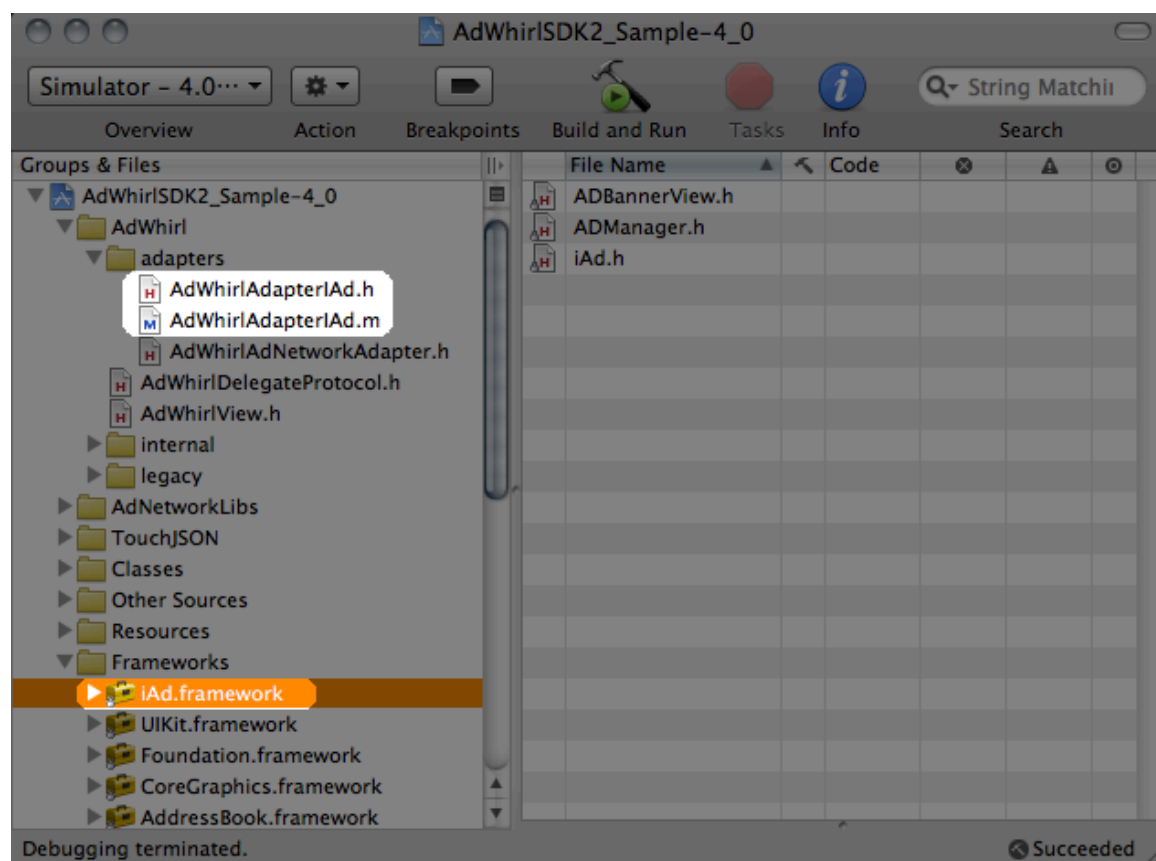 AdWhirlSDK2_Sample-4_0
Simulator – 4.0··· String Matchin
Overview Action Breakpoints Build and Run Tasks Info Search
Groups & Files
File Name Code
AdWhirlSDK2_Sample-4_0
AdWhirl
adapters
AdWhirlAdapterIAd.h
AdWhirlAdapterIAd.m
AdWhirlAdNetworkAdapter.h
AdWhirlDelegateProtocol.h
AdWhirlView.h
internal
legacy
AdNetworkLibs
TouchJSON
Classes
Other Sources
Resources
Frameworks
iAd.framework
UIKit.framework
Foundation.framework
CoreGraphics.framework
AddressBook.framework
ADBannerView.h
ADManager.h
iAd.h
Debugging terminated. Succeeded